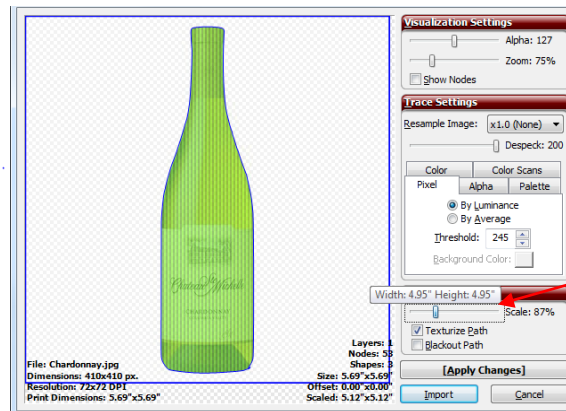 Visualization Settings
Alpha: 127
Zoom: 75%
Show Nodes
Trace Settings
Resample Image: x1.0 (None)
Despeck: 200
Color Color Scans
Pixel Alpha Palette
By Luminance
By Average
Threshold: 245
Background Color:
Width: 4.95" Height: 4.95"
Scale: 87%
Texturize Path
Blackout Path
[Apply Changes]
Import Cancel
Chateau Ste Michelle
CHARDONNAY
Layers: 1
Nodes: 53
File: Chardonnay.jpg Shapes: 3
Dimensions: 410x410 px. Size: 5.69"x5.69"
Resolution: 72x72 DPI Offset: 0.00"x0.00"
Print Dimensions: 5.69"x5.69" Scaled: 5.12"x5.12"